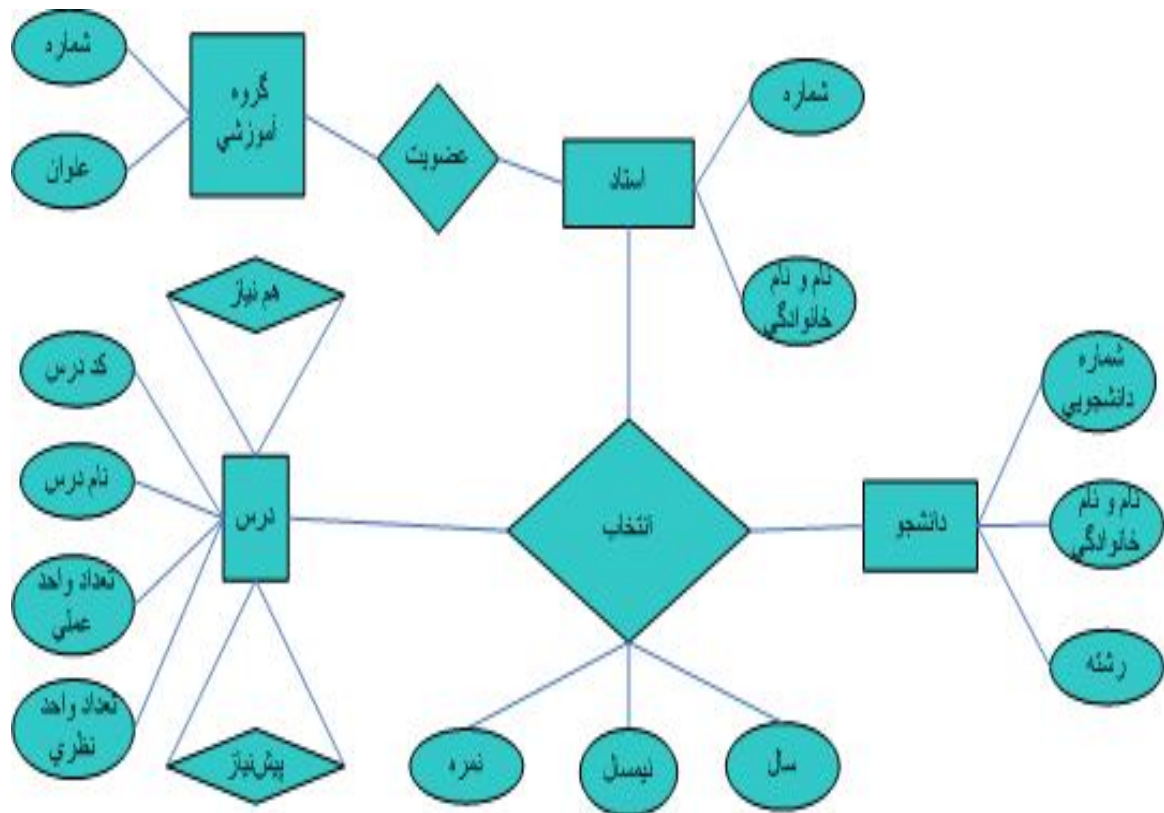 شماره
گروه
آموزشي
عنوان
عضويت
استاد
شماره
نام و نام
خانوادگي
هم نياز
کد درس
نام درس
تعداد واحد
عملي
تعداد واحد
نظري
درس
پيش‌نياز
انتخاب
نمره
نيمسال
سال
دانشجو
شماره
دانشجويي
نام و نام
خانوادگي
رشته